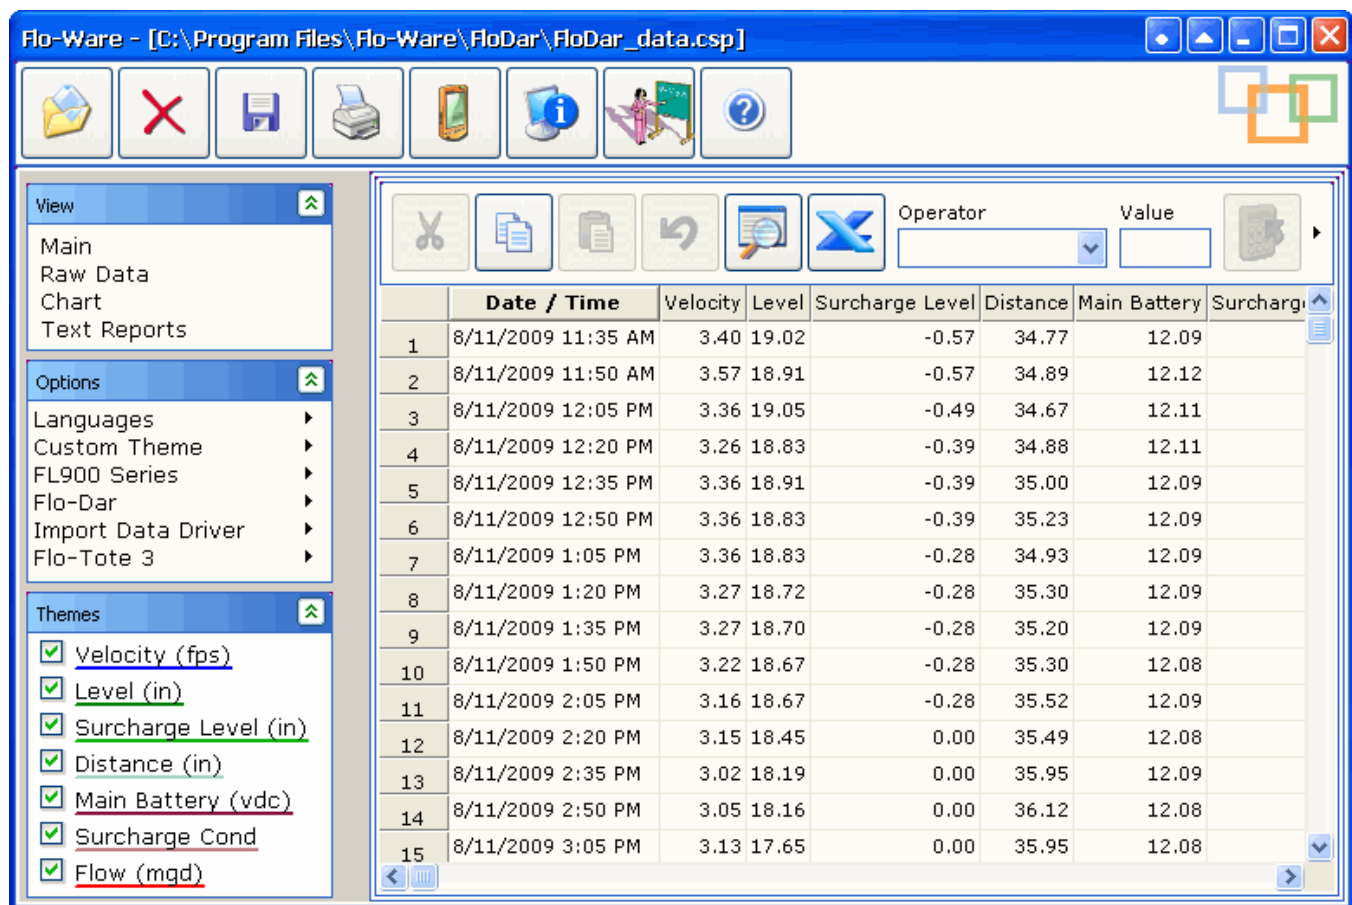 Flo-Ware - [C:\Program Files\Flo-Ware\FloDar\FloDar_data.csp]
View
Main
Raw Data
Chart
Text Reports
Options
Languages
Custom Theme
FL900 Series
Flo-Dar
Import Data Driver
Flo-Tote 3
Themes
Velocity (fps)
Level (in)
Surcharge Level (in)
Distance (in)
Main Battery (vdc)
Surcharge Cond
Flow (mgd)
Operator Value
Date / Time Velocity Level Surcharge Level Distance Main Battery Surcharg
1 8/11/2009 11:35 AM 3.40 19.02 -0.57 34.77 12.09
2 8/11/2009 11:50 AM 3.57 18.91 -0.57 34.89 12.12
3 8/11/2009 12:05 PM 3.36 19.05 -0.49 34.67 12.11
4 8/11/2009 12:20 PM 3.26 18.83 -0.39 34.88 12.11
5 8/11/2009 12:35 PM 3.36 18.91 -0.39 35.00 12.09
6 8/11/2009 12:50 PM 3.36 18.83 -0.39 35.23 12.09
7 8/11/2009 1:05 PM 3.36 18.83 -0.28 34.93 12.09
8 8/11/2009 1:20 PM 3.27 18.72 -0.28 35.30 12.09
9 8/11/2009 1:35 PM 3.27 18.70 -0.28 35.20 12.09
10 8/11/2009 1:50 PM 3.22 18.67 -0.28 35.30 12.08
11 8/11/2009 2:05 PM 3.16 18.67 -0.28 35.52 12.09
12 8/11/2009 2:20 PM 3.15 18.45 0.00 35.49 12.08
13 8/11/2009 2:35 PM 3.02 18.19 0.00 35.95 12.09
14 8/11/2009 2:50 PM 3.05 18.16 0.00 36.12 12.08
15 8/11/2009 3:05 PM 3.13 17.65 0.00 35.95 12.08